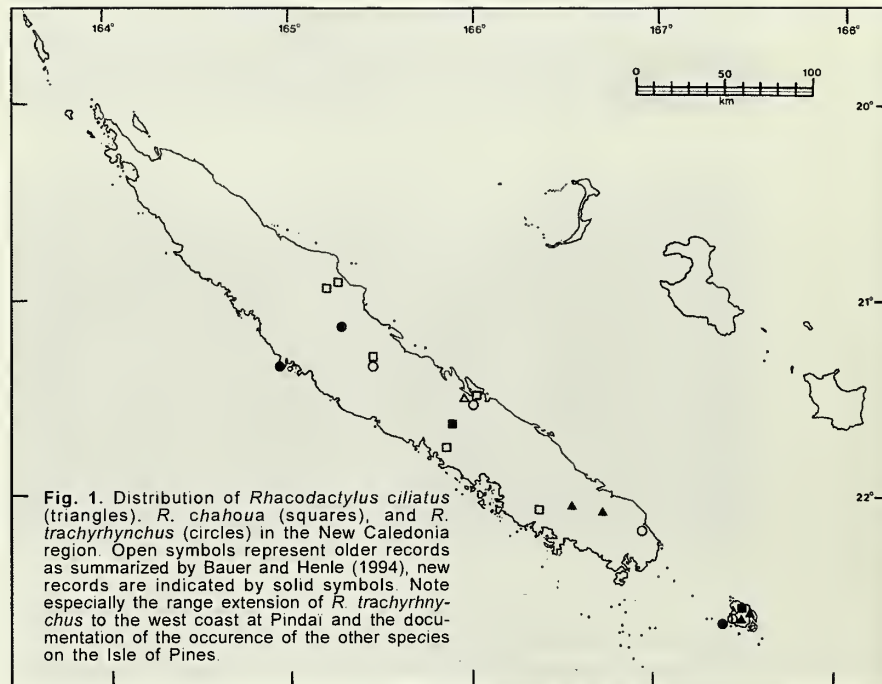 164° 165° 166° 167° 168°
0 50 100
km
20°
21°
22°
Fig. 1. Distribution of Rhacodactylus ciliatus
(triangles). R. chahoua (squares), and R.
trachyrhynchus (circles) in the New Caledonia
region. Open symbols represent older records
as summarized by Bauer and Henle (1994), new
records are indicated by solid symbols. Note
especially the range extension of R. trachyrhny-
chus to the west coast at Pindaï and the docu-
mentation of the occurence of the other species
on the Isle of Pines.